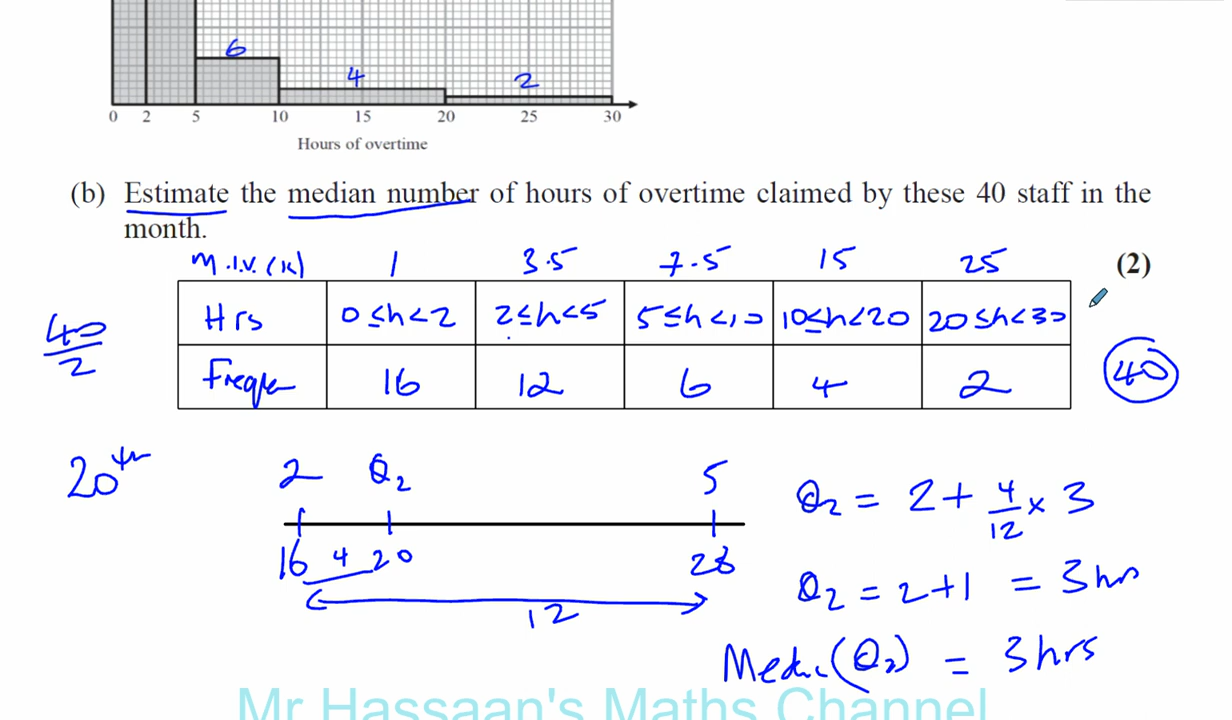 6
4
2
0 2 5 10 15 20 25 30
Hours of overtime
(b) Estimate the median number of hours of overtime claimed by these 40 staff in the
month.
(2)
M.I.V. (x) 1 3.5 7.5 15 25
Hrs 0≤h<2 2≤h<5 5≤h<10 10≤h<20 20≤h<30
40/2
Freq 16 12 6 4 2 40
20th
2 Q2 5
16 4 20 28
12
Q2 = 2 + 4/12 × 3
Q2 = 2+1 = 3hrs
(Q2) = 3hrs
Mr Hassaan's Maths Channel